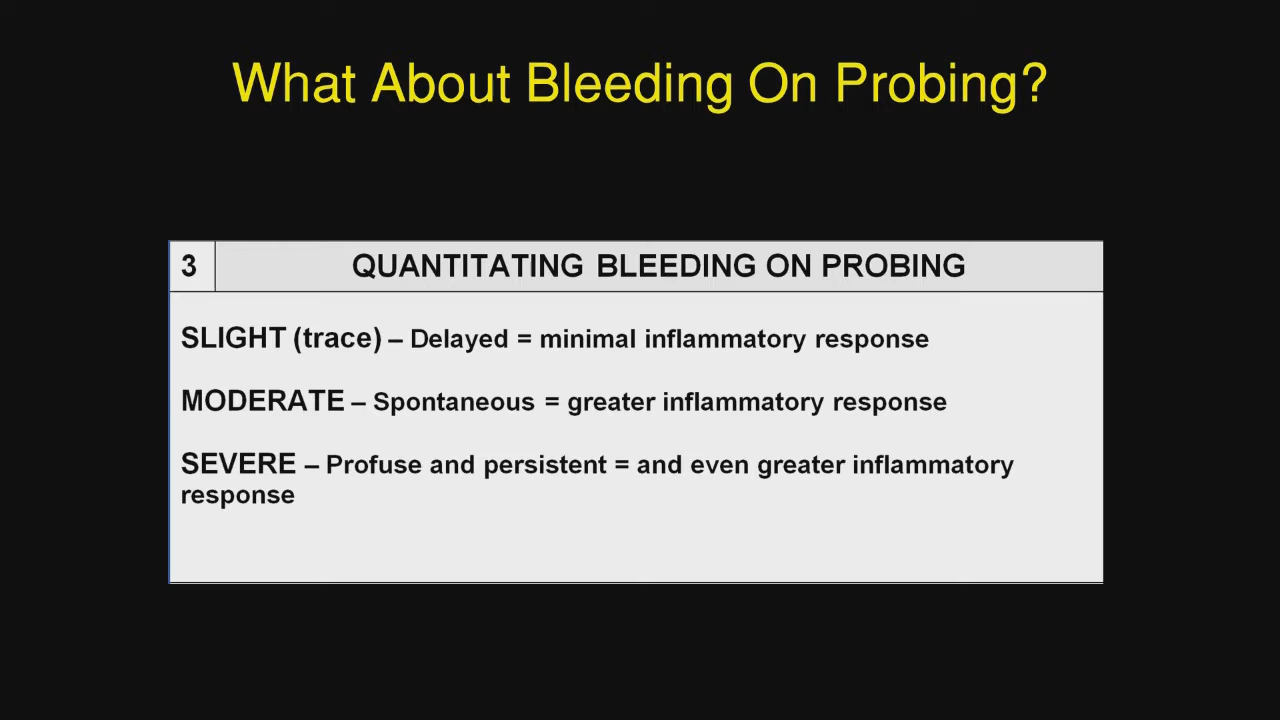 What About Bleeding On Probing?
3 QUANTITATING BLEEDING ON PROBING
SLIGHT (trace) – Delayed = minimal inflammatory response
MODERATE – Spontaneous = greater inflammatory response
SEVERE – Profuse and persistent = and even greater inflammatory
response